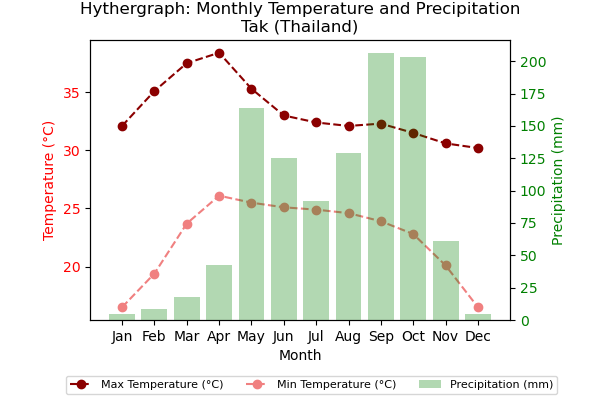 Hythergraph: Monthly Temperature and Precipitation
Tak (Thailand)
35
30
25
20
Temperature (°C)
200
175
150
125
100
75
50
25
0
Precipitation (mm)
Jan Feb Mar Apr May Jun Jul Aug Sep Oct Nov Dec
Month
Max Temperature (°C) Min Temperature (°C) Precipitation (mm)